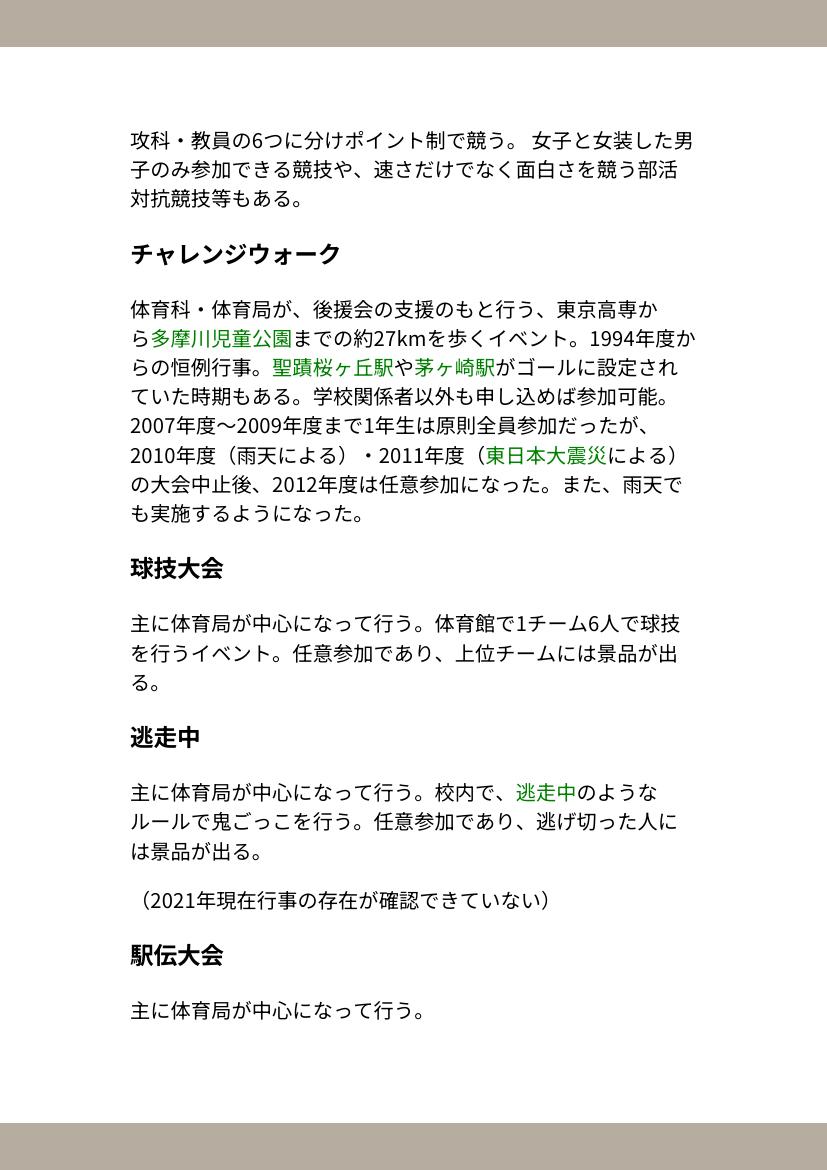 攻科・教員の6つに分けポイント制で競う。 女子と女装した男
子のみ参加できる競技や、速さだけでなく面白さを競う部活
対抗競技等もある。
チャレンジウォーク
体育科・体育局が、後援会の支援のもと行う、東京高専か
ら多摩川児童公園までの約27kmを歩くイベント。1994年度か
らの恒例行事。聖蹟桜ヶ丘駅や茅ヶ崎駅がゴールに設定され
ていた時期もある。学校関係者以外も申し込めば参加可能。
2007年度〜2009年度まで1年生は原則全員参加だったが、
2010年度（雨天による）・2011年度（東日本大震災による）
の大会中止後、2012年度は任意参加になった。また、雨天で
も実施するようになった。
球技大会
主に体育局が中心になって行う。体育館で1チーム6人で球技
を行うイベント。任意参加であり、上位チームには景品が出
る。
逃走中
主に体育局が中心になって行う。校内で、逃走中のような
ルールで鬼ごっこを行う。任意参加であり、逃げ切った人に
は景品が出る。
（2021年現在行事の存在が確認できていない）
駅伝大会
主に体育局が中心になって行う。